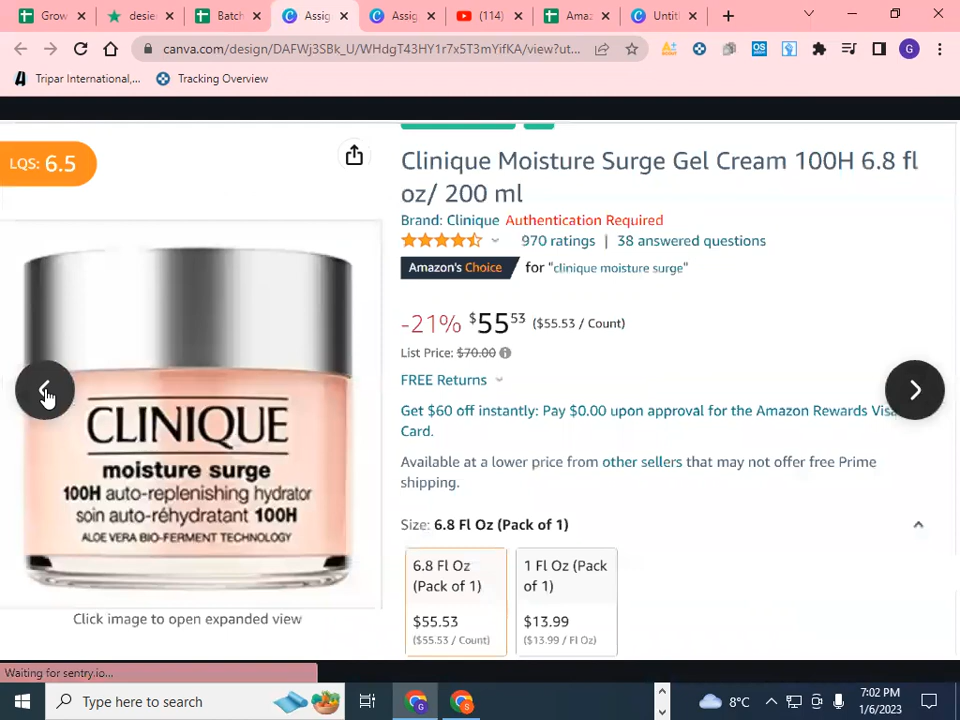 Grow
desie
Batch
Assig
Assig
(114)
Amaz
Untit
canva.com/design/DAFWj3SBk_U/WHdgT43HY1r7x5T3mYifKA/view?ut...
G
Tripar International,...
Tracking Overview
LQS: 6.5
Clinique Moisture Surge Gel Cream 100H 6.8 fl
oz/ 200 ml
Brand: Clinique Authentication Required
970 ratings | 38 answered questions
Amazon's Choice for "clinique moisture surge"
-21% $55 53 ($55.53 / Count)
List Price: $70.00
FREE Returns
Get $60 off instantly: Pay $0.00 upon approval for the Amazon Rewards Visa
Card.
Available at a lower price from other sellers that may not offer free Prime
shipping.
Size: 6.8 Fl Oz (Pack of 1)
6.8 Fl Oz
(Pack of 1)
$55.53
($55.53 / Count)
1 Fl Oz (Pack
of 1)
$13.99
($13.99 / Fl Oz)
CLINIQUE
moisture surge
100H auto-replenishing hydrator
soin auto-réhydratant 100H
ALOE VERA BIO-FERMENT TECHNOLOGY
Click image to open expanded view
Waiting for sentry.io...
Type here to search
8°C
7:02 PM
1/6/2023